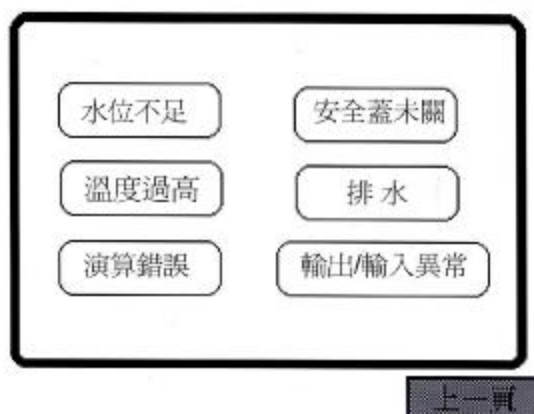 水位不足 安全蓋未關
溫度過高 排水
演算錯誤 輸出/輸入異常
上一頁